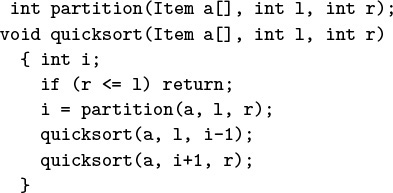 int partition(Item a[], int l, int r);
void quicksort(Item a[], int l, int r)
{ int i;
if (r <= l) return;
i = partition(a, l, r);
quicksort(a, l, i-1);
quicksort(a, i+1, r);
}